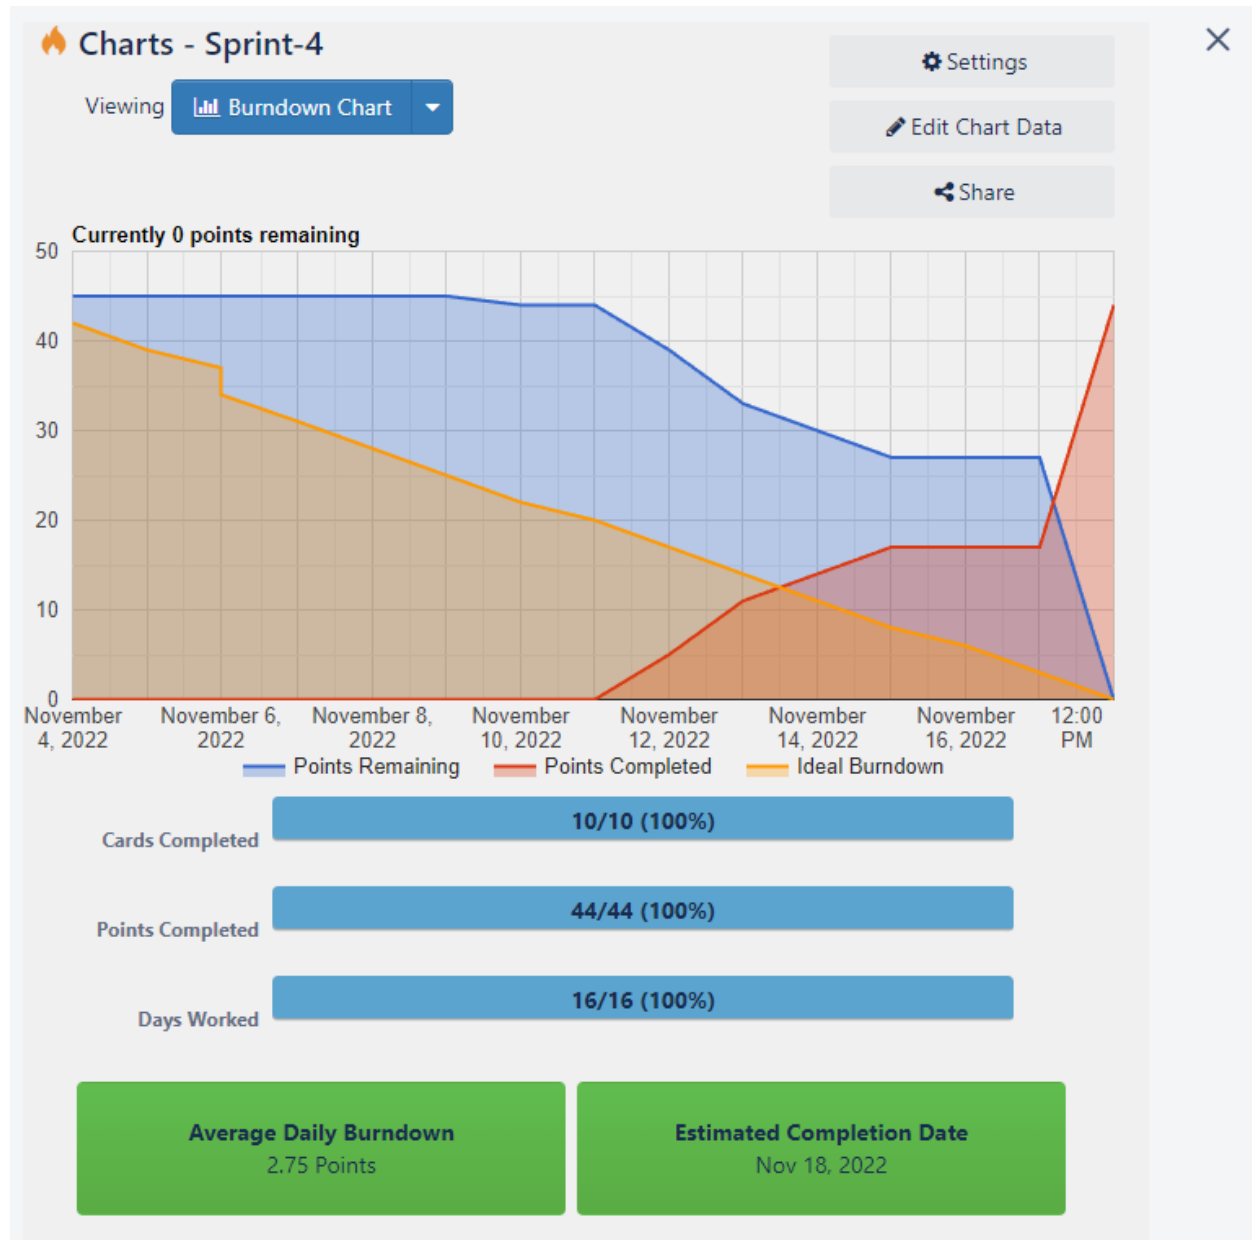 Charts - Sprint-4
Settings
Viewing
Burndown Chart
Edit Chart Data
Share
Currently 0 points remaining
50
40
30
20
10
0
November 4, 2022
November 6, 2022
November 8, 2022
November 10, 2022
November 12, 2022
November 14, 2022
November 16, 2022
12:00 PM
Points Remaining
Points Completed
Ideal Burndown
Cards Completed
10/10 (100%)
Points Completed
44/44 (100%)
Days Worked
16/16 (100%)
Average Daily Burndown
2.75 Points
Estimated Completion Date
Nov 18, 2022